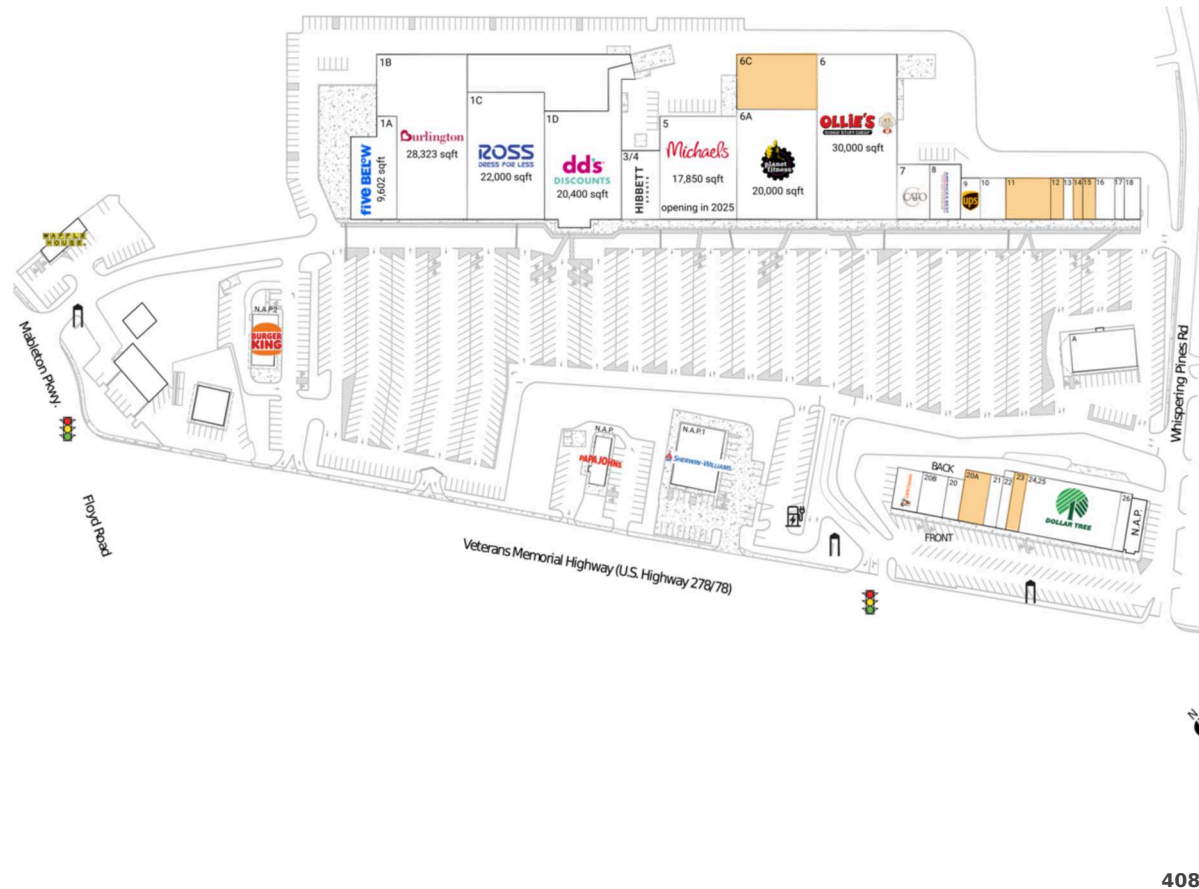 1B
6C
6
1C
1D
1A
5
6A
Burlington
28,323 sqft
five BEL°W
9,602 sqft
ROSS
DRESS FOR LESS
22,000 sqft
dd's
DISCOUNTS
20,400 sqft
3/4
HIBBETT
SPORTS
Michaels
17,850 sqft
opening in 2025
planet fitness
20,000 sqft
OLLIE'S
30,000 sqft
7
CATO
8
9
ups
10
11
12
13
14
15
16
17
18
WAFFLE
HOUSE
N.A.P.2
BURGER
KING
A
Mableton Pkwy.
Whispering Pines Rd
N.A.P.
PAPA JOHNS
N.A.P.1
SHERWIN-WILLIAMS
BACK
20B
20
20A
21
22
23
24,25
26
DOLLAR TREE
N.A.P.
FRONT
Floyd Road
Veterans Memorial Highway (U.S. Highway 278/78)
N
408